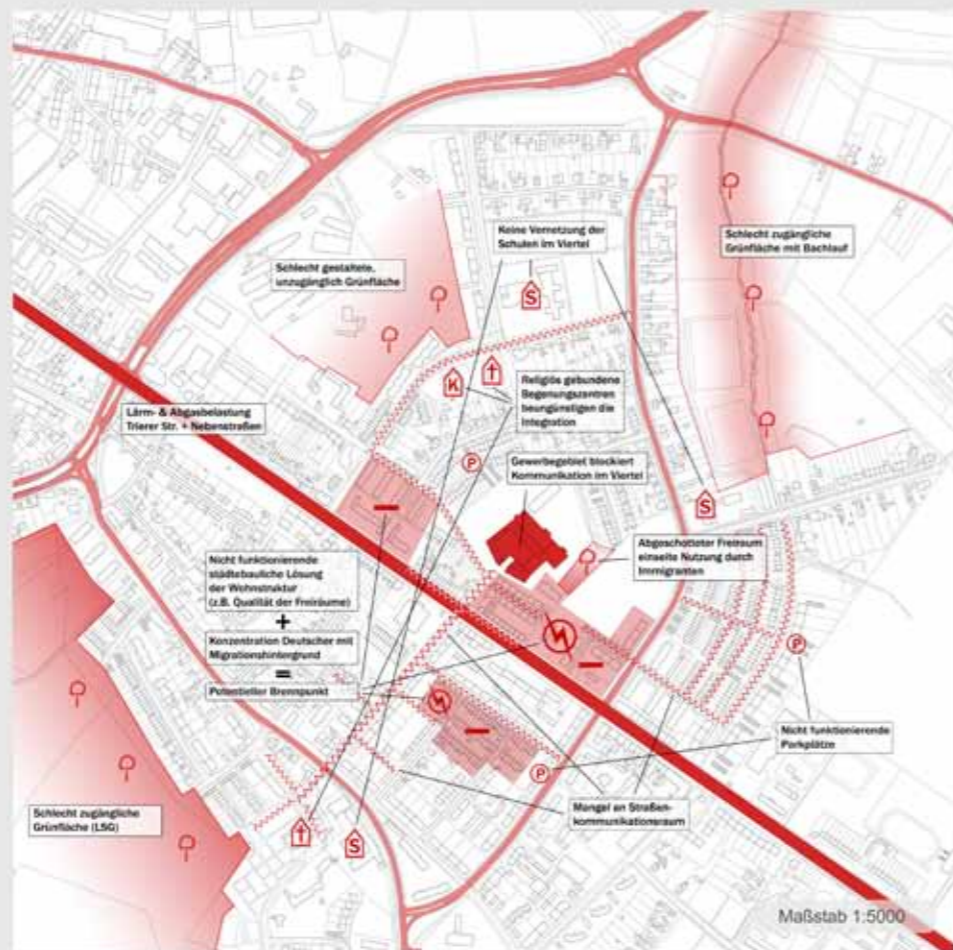 Keine Vernetzung der
Schulen im Viertel
Schlecht zugängliche
Grünfläche mit Bachlauf
Schlecht gestaltete,
unzugänglich Grünfläche
S
K
Religiös gebundene
Begenungszentren
beungünstigen die
Integration
Lärm- & Abgasbelastung
Trierer Str. + Nebenstraßen
P
Gewerbegebiet blockiert
Kommunikation im Viertel
S
Abgeschotteter Freiraum
einseite Nutzung durch
Immigranten
Nicht funktionierende
städtebauliche Lösung
der Wohnstruktur
(z.B. Qualität der Freiräume)
+
Konzentration Deutscher mit
Migrationshintergrund
=
Potentieller Brennpunkt
P
Nicht funktionierende
Parkplätze
P
Mangel an Straßen-
kommunikationsraum
Schlecht zugängliche
Grünfläche (LSG)
S
Maßstab 1:5000